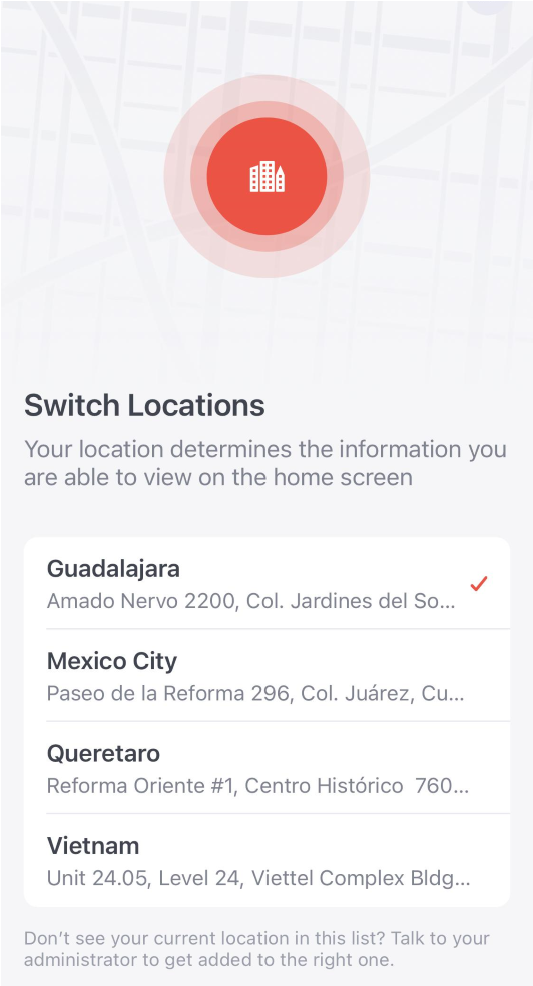 Switch Locations
Your location determines the information you
are able to view on the home screen
Guadalajara
Amado Nervo 2200, Col. Jardines del So...
Mexico City
Paseo de la Reforma 296, Col. Juárez, Cu...
Queretaro
Reforma Oriente #1, Centro Histórico  760...
Vietnam
Unit 24.05, Level 24, Viettel Complex Bldg...
Don’t see your current location in this list? Talk to your
administrator to get added to the right one.